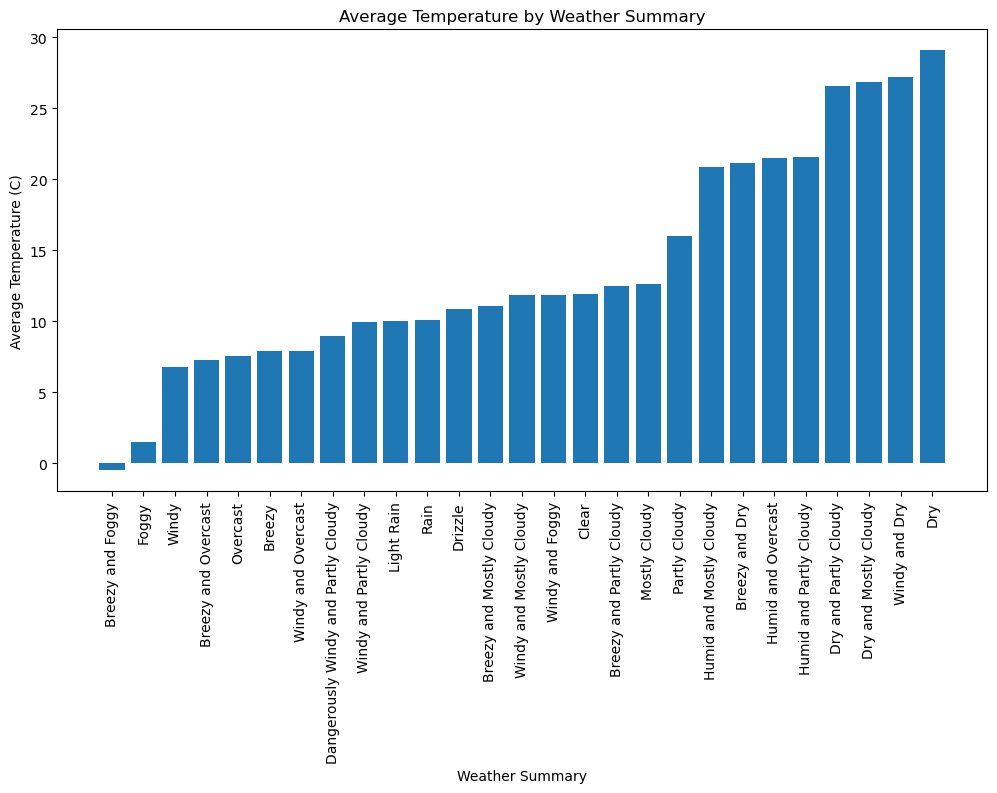 Average Temperature by Weather Summary
Average Temperature (C)
30
25
20
15
10
5
0
Breezy and Foggy
Foggy
Windy
Breezy and Overcast
Overcast
Breezy
Windy and Overcast
Dangerously Windy and Partly Cloudy
Windy and Partly Cloudy
Light Rain
Rain
Drizzle
Breezy and Mostly Cloudy
Windy and Mostly Cloudy
Windy and Foggy
Clear
Breezy and Partly Cloudy
Mostly Cloudy
Partly Cloudy
Humid and Mostly Cloudy
Breezy and Dry
Humid and Overcast
Humid and Partly Cloudy
Dry and Partly Cloudy
Dry and Mostly Cloudy
Windy and Dry
Dry
Weather Summary